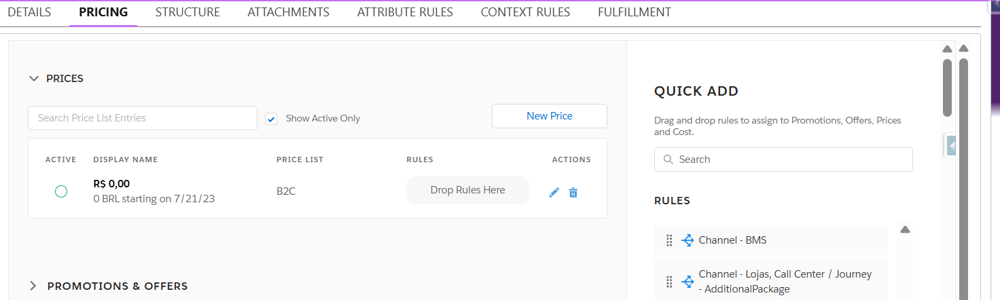 DETAILS PRICING STRUCTURE ATTACHMENTS ATTRIBUTE RULES CONTEXT RULES FULFILLMENT
PRICES
Search Price List Entries
Show Active Only
New Price
ACTIVE DISPLAY NAME PRICE LIST RULES ACTIONS
R$ 0,00
0 BRL starting on 7/21/23
B2C
Drop Rules Here
PROMOTIONS & OFFERS
QUICK ADD
Drag and drop rules to assign to Promotions, Offers, Prices
and Cost.
Search
RULES
Channel - BMS
Channel - Lojas, Call Center / Journey
- AdditionalPackage